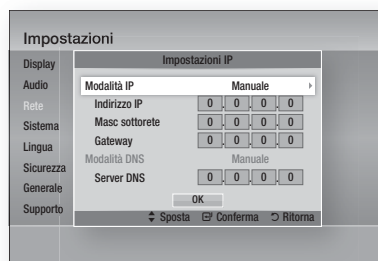 Impostazioni
Display
Audio
Rete
Sistema
Lingua
Sicurezza
Generale
Supporto
Impostazioni IP
Modalità IP Manuale
Indirizzo IP 0 . 0 . 0 . 0
Masc sottorete 0 . 0 . 0 . 0
Gateway 0 . 0 . 0 . 0
Modalità DNS Manuale
Server DNS 0 . 0 . 0 . 0
OK
Sposta Conferma Ritorna